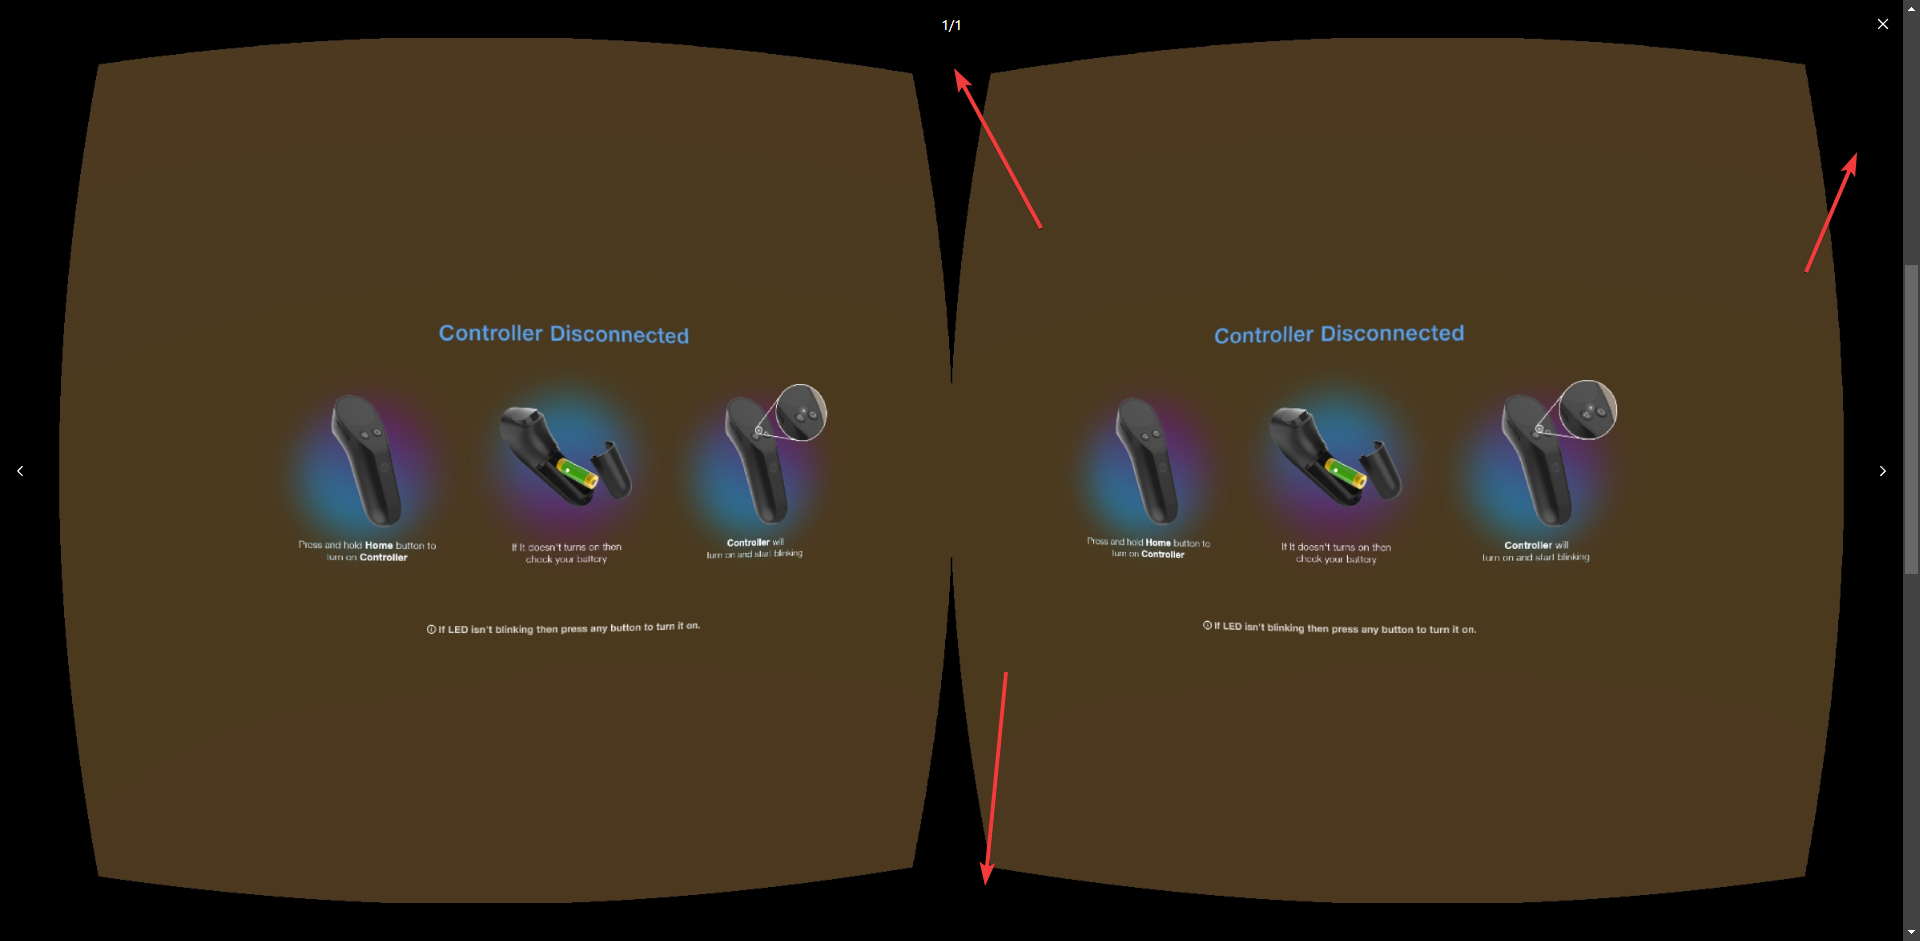 1/1
Controller Disconnected
Press and hold Home button to
turn on Controller
If It doesn't turns on then
check your battery
Controller will
turn on and start blinking
If LED isn't blinking then press any button to turn it on.
Controller Disconnected
Press and hold Home button to
turn on Controller
If It doesn't turns on then
check your battery
Controller will
turn on and start blinking
If LED isn't blinking then press any button to turn it on.